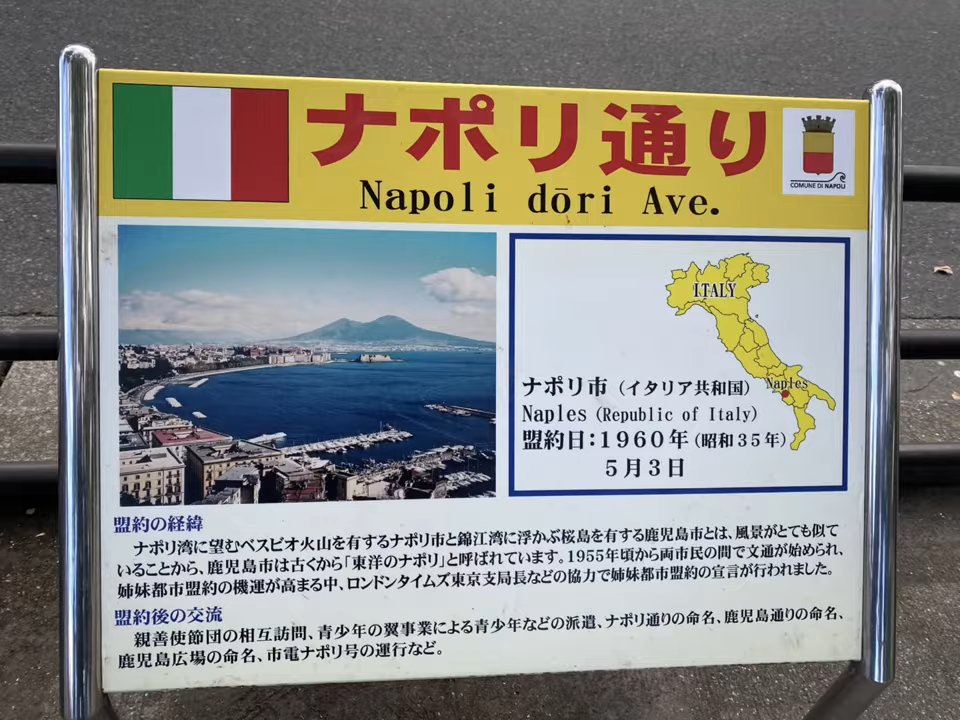 ナポリ通り
Napoli dōri Ave.
COMUNE DI NAPOLI
ITALY
Naples
ナポリ市（イタリア共和国）
Naples (Republic of Italy)
盟約日：1960年（昭和35年）
5月3日
盟約の経緯
ナポリ湾に望むベスビオ火山を有するナポリ市と錦江湾に浮かぶ桜島を有する鹿児島市とは、風景がとても似て
いることから、鹿児島市は古くから「東洋のナポリ」と呼ばれています。1955年頃から両市民の間で文通が始められ、
姉妹都市盟約の機運が高まる中、ロンドンタイムズ東京支局長などの協力で姉妹都市盟約の宣言が行われました。
盟約後の交流
親善使節団の相互訪問、青少年の翼事業による青少年などの派遣、ナポリ通りの命名、鹿児島通りの命名、
鹿児島広場の命名、市電ナポリ号の運行など。